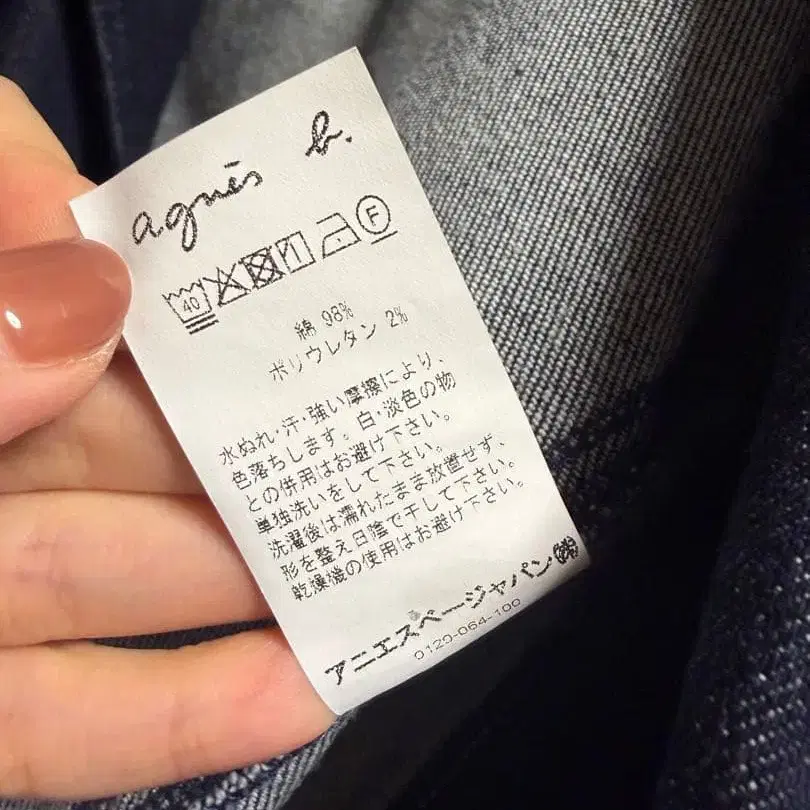 agnès b.
40 F
綿 98%
ポリウレタン 2%
水ぬれ・汗・強い摩擦により、
色落ちします。白・淡色の物
との併用はお避け下さい。
単独洗いをして下さい。
洗濯後は濡れたまま放置せず、
形を整え日陰で干して下さい。
乾燥機の使用はお避け下さい。
アニエスベージャパン㈱
0120-064-100